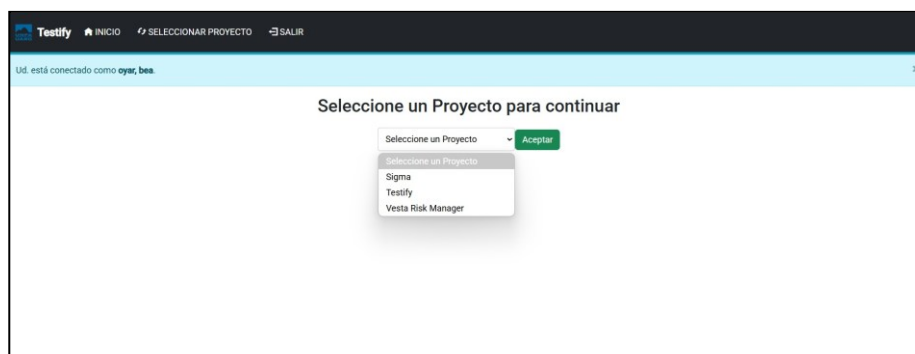 Testify INICIO SELECCIONAR PROYECTO SALIR
Ud. está conectado como oyar, bea.
Seleccione un Proyecto para continuar
Seleccione un Proyecto Aceptar
Seleccione un Proyecto
Sigma
Testify
Vesta Risk Manager